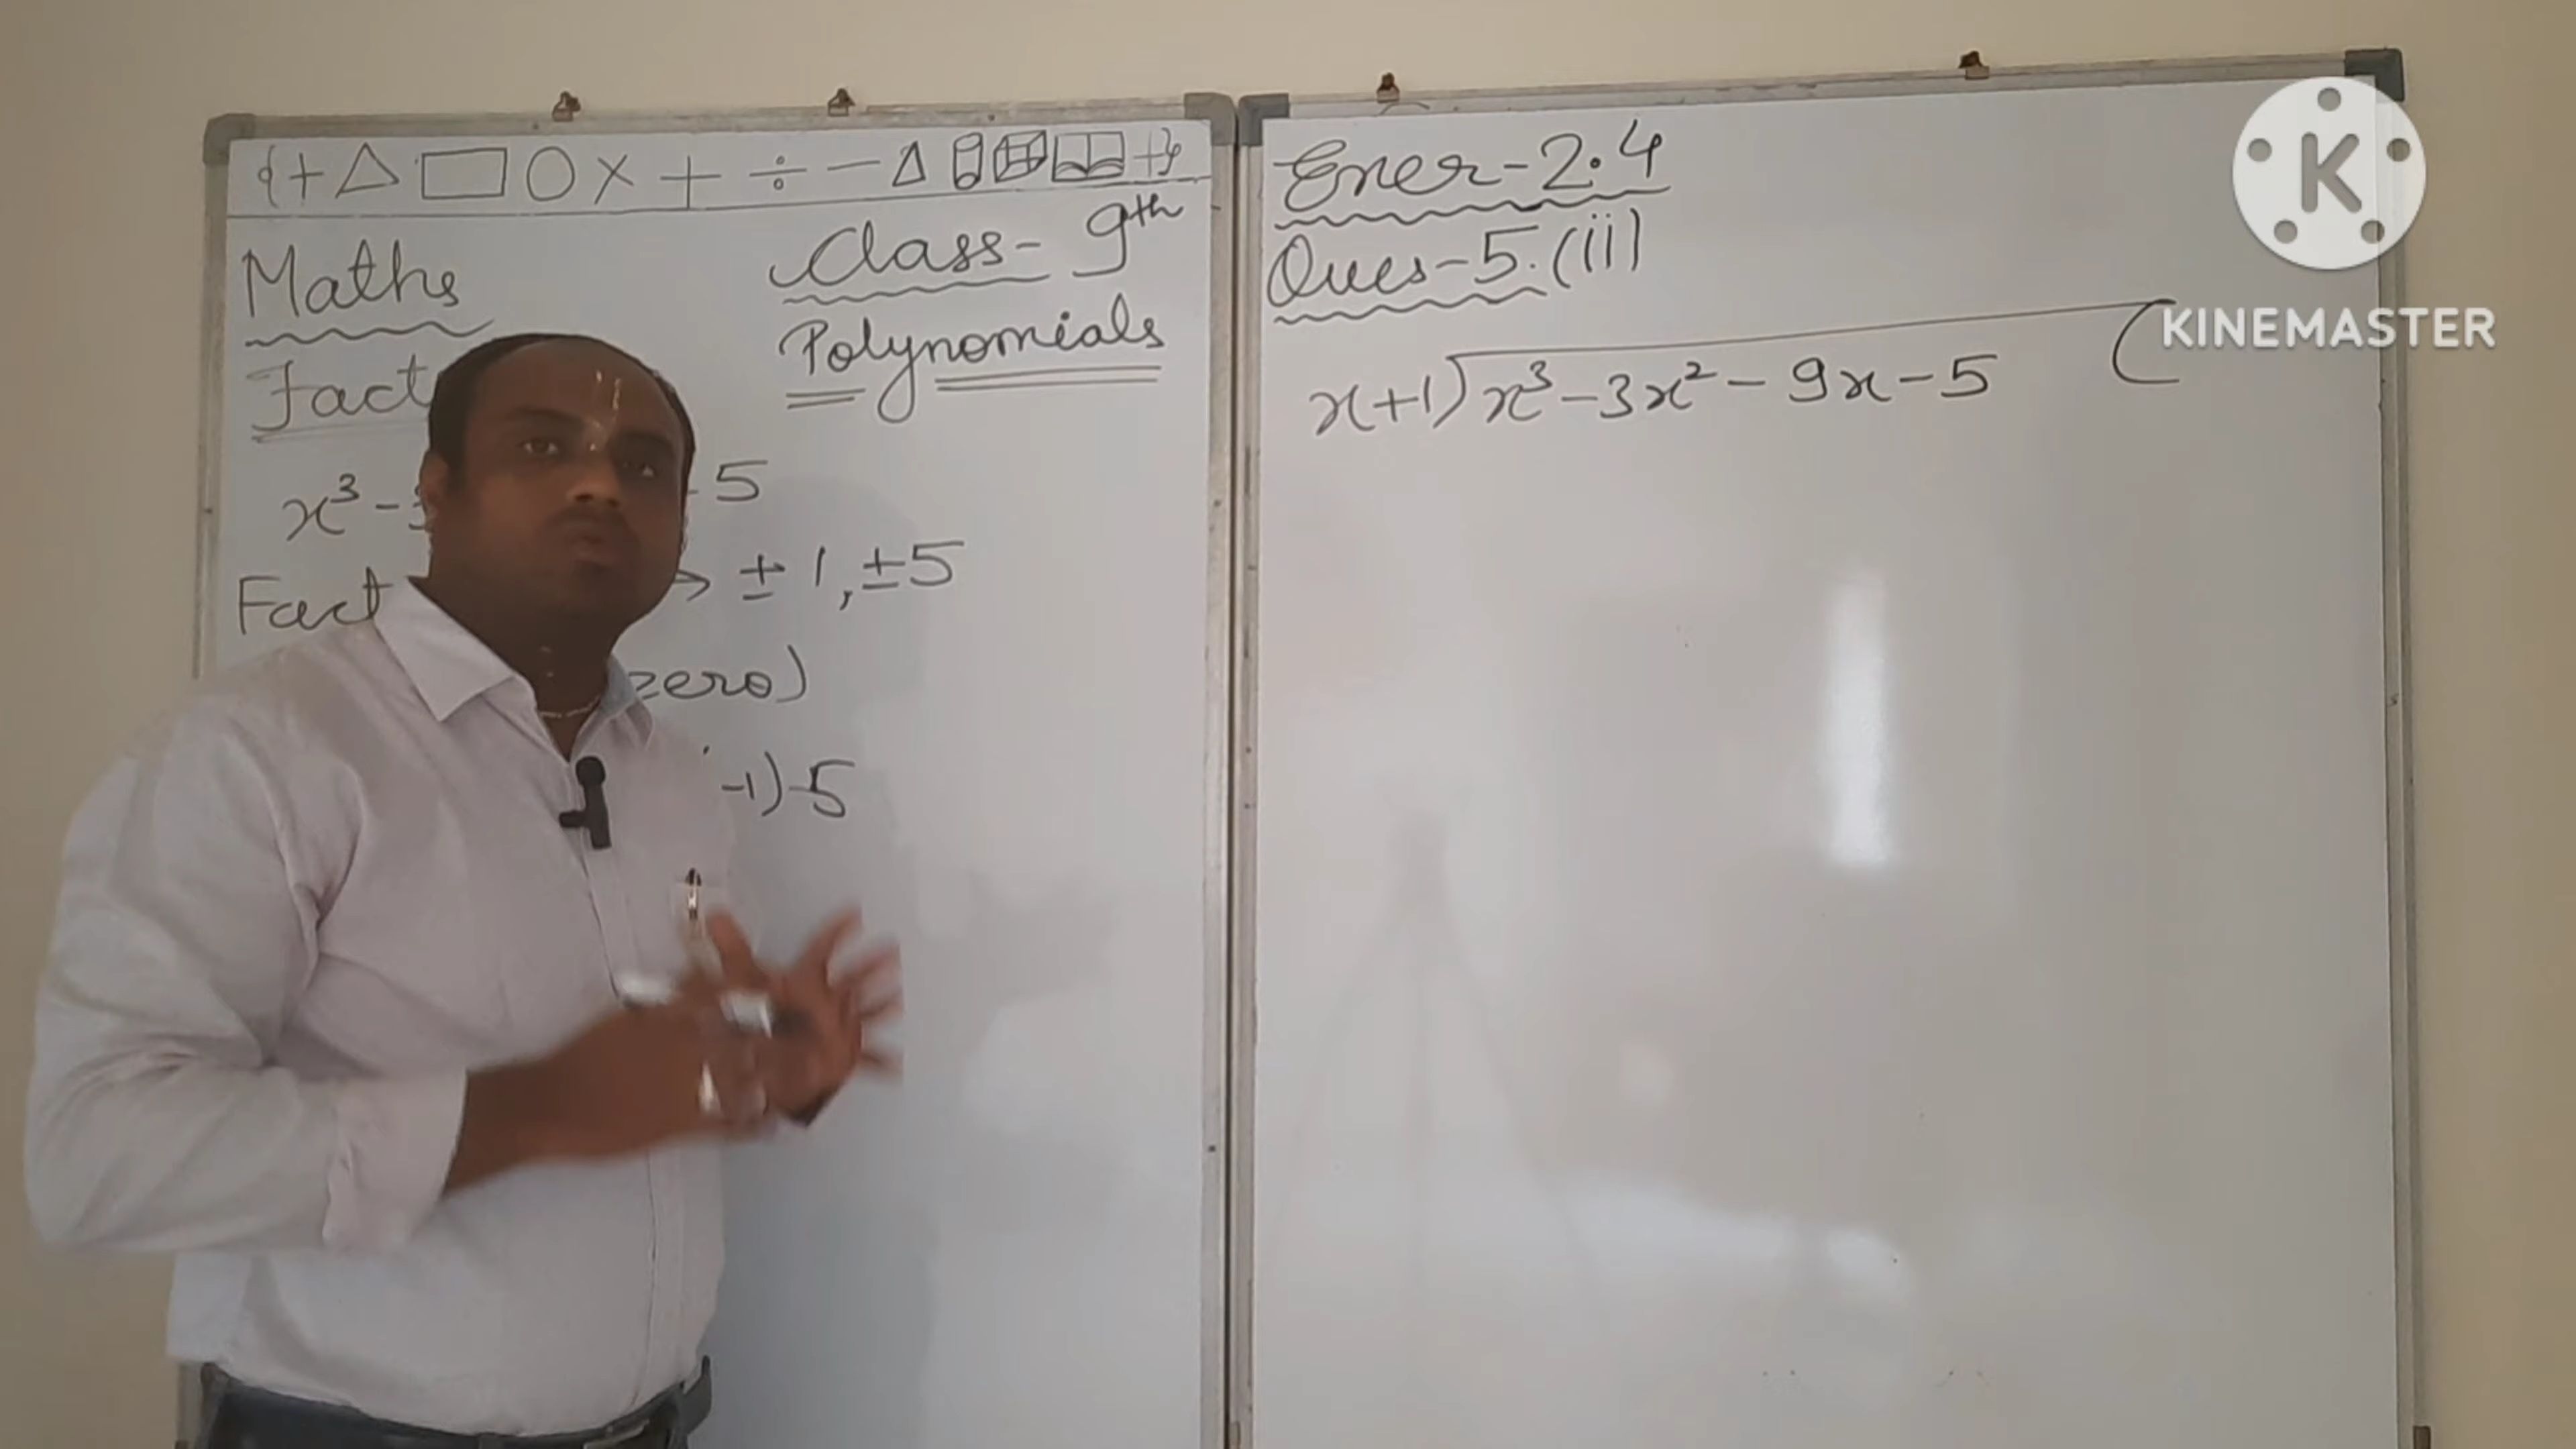 {+ △ ▭ ○ × + ÷ − +}
Maths
Class- 9th
Polynomials
Fact
x³ - 5
Fact → ± 1, ±5
zero)
-1)-5
Exer-2.4
Ques-5.(ii)
x+1)x³-3x²-9x-5(
K
KINEMASTER